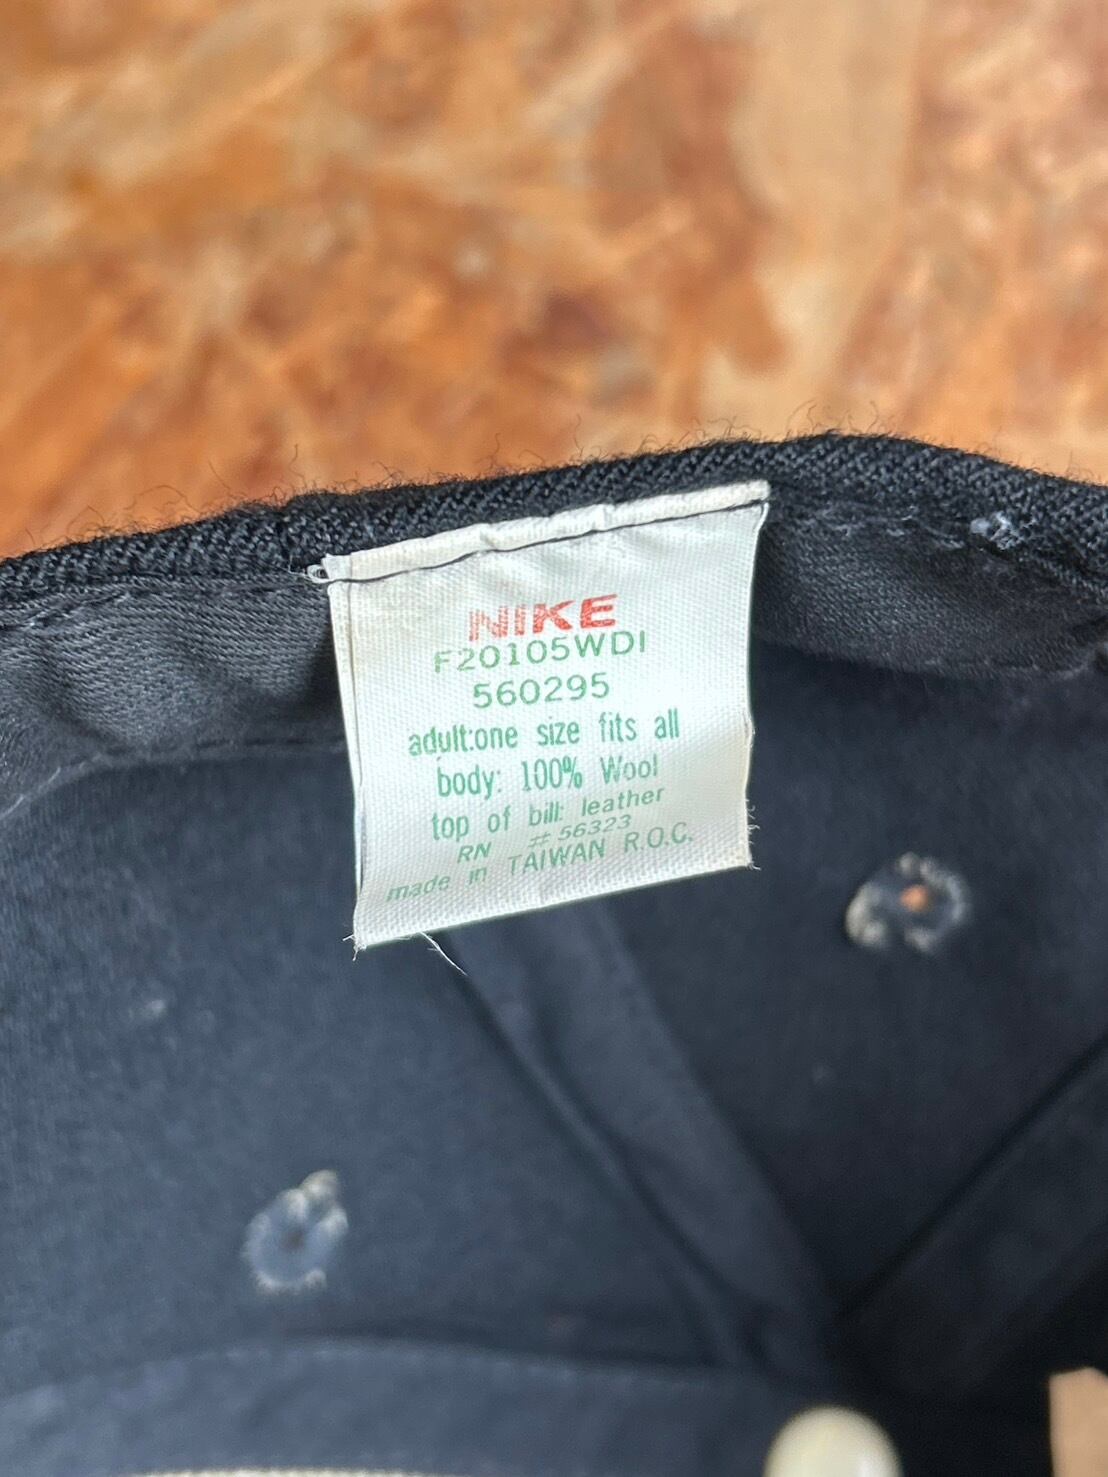 NIKE
F20105WDI
560295
adult:one size fits all
body: 100% Wool
top of bill: leather
RN # 56323
made in TAIWAN R.O.C.